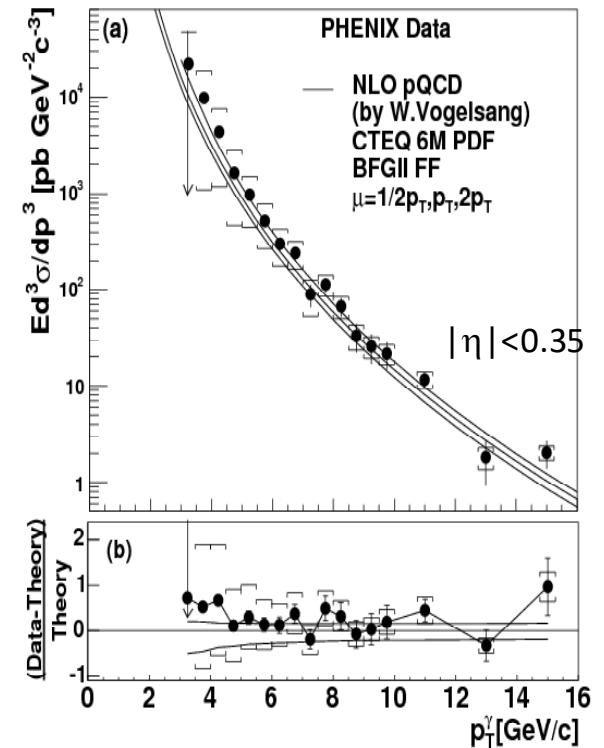 (a)
PHENIX Data
NLO pQCD
(by W.Vogelsang)
CTEQ 6M PDF
BFGII FF
μ=1/2p_T,p_T,2p_T
|η|<0.35
Ed³σ/dp³ [pb GeV⁻²c⁻³]
10⁴
10³
10²
10
1
(b)
(Data-Theory)
Theory
2
1
0
-1
0 2 4 6 8 10 12 14 16
p_T^γ[GeV/c]